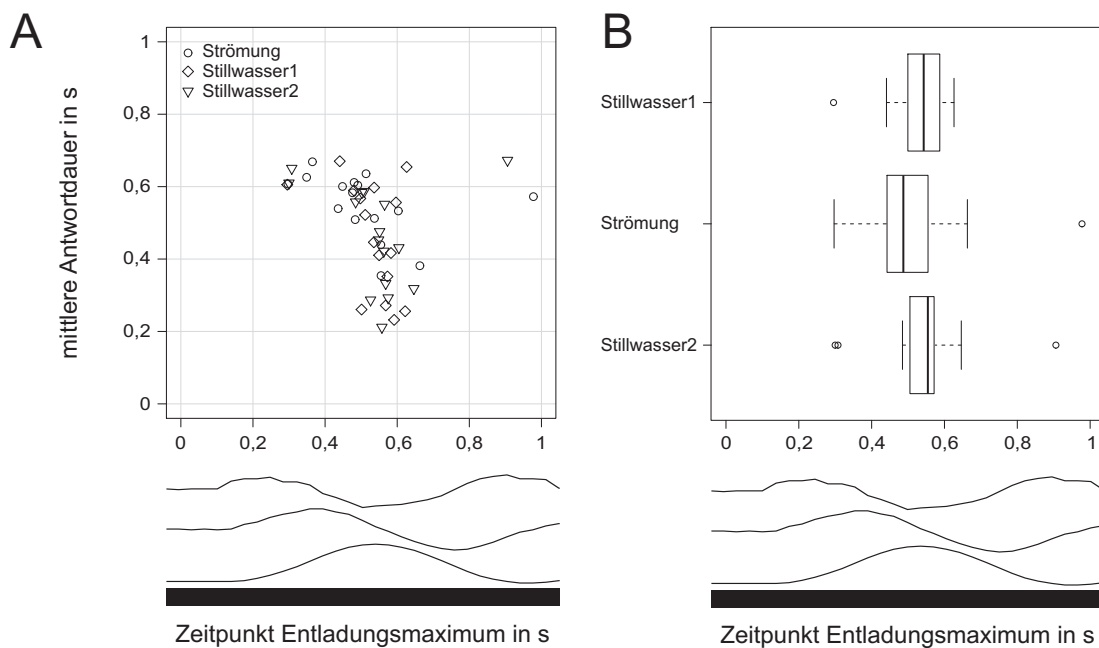 A
mittlere Antwortdauer in s
1
0,8
0,6
0,4
0,2
0
Strömung
Stillwasser1
Stillwasser2
0 0,2 0,4 0,6 0,8 1
Zeitpunkt Entladungsmaximum in s
B
Stillwasser1
Strömung
Stillwasser2
0 0,2 0,4 0,6 0,8 1
Zeitpunkt Entladungsmaximum in s